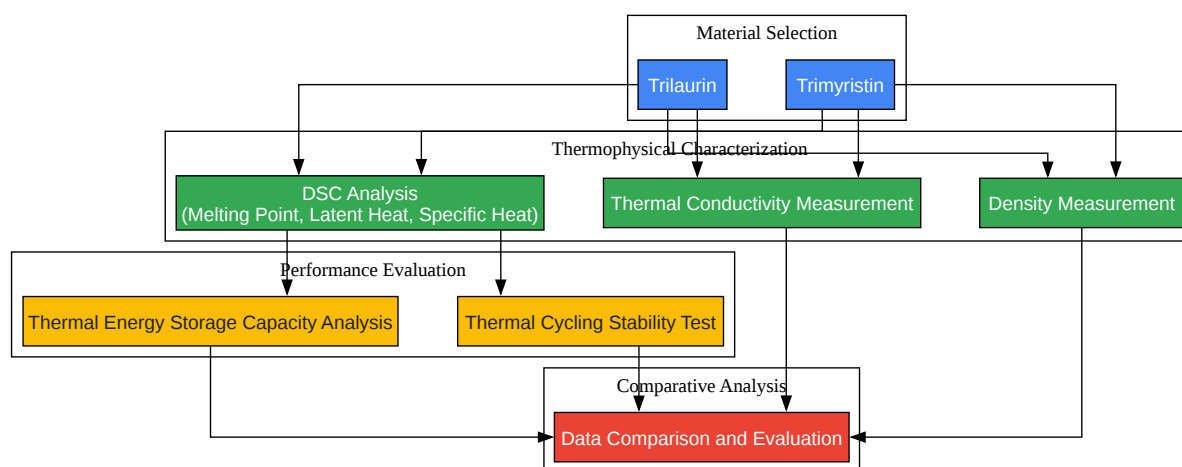 Material Selection
Trilaurin
Trimyristin
Thermophysical Characterization
DSC Analysis
(Melting Point, Latent Heat, Specific Heat)
Thermal Conductivity Measurement
Density Measurement
Performance Evaluation
Thermal Energy Storage Capacity Analysis
Thermal Cycling Stability Test
Comparative Analysis
Data Comparison and Evaluation